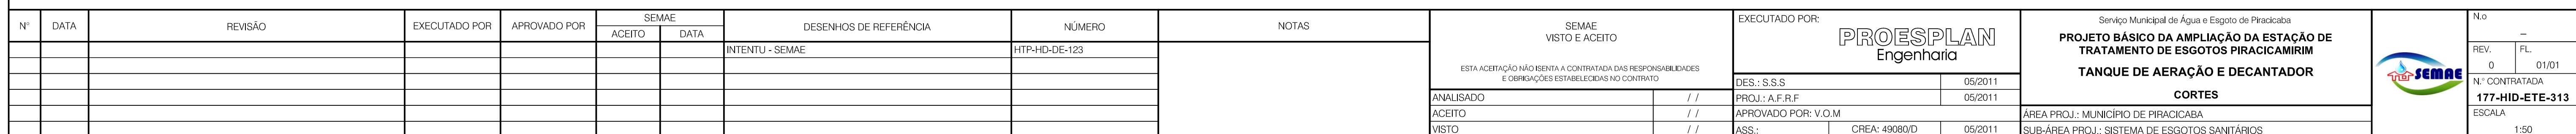 N° DATA REVISÃO EXECUTADO POR APROVADO POR SEMAE ACEITO DATA DESENHOS DE REFERÊNCIA NÚMERO NOTAS
INTENTU - SEMAE HTP-HD-DE-123
SEMAE
VISTO E ACEITO
ESTA ACEITAÇÃO NÃO ISENTA A CONTRATADA DAS RESPONSABILIDADES
E OBRIGAÇÕES ESTABELECIDAS NO CONTRATO
ANALISADO / /
ACEITO / /
VISTO / /
EXECUTADO POR:
PROESPLAN
Engenharia
DES.: S.S.S 05/2011
PROJ.: A.F.R.F 05/2011
APROVADO POR: V.O.M
ASS.: CREA: 49080/D 05/2011
Serviço Municipal de Água e Esgoto de Piracicaba
PROJETO BÁSICO DA AMPLIAÇÃO DA ESTAÇÃO DE
TRATAMENTO DE ESGOTOS PIRACICAMIRIM
TANQUE DE AERAÇÃO E DECANTADOR
CORTES
ÁREA PROJ.: MUNICÍPIO DE PIRACICABA
SUB-ÁREA PROJ.: SISTEMA DE ESGOTOS SANITÁRIOS
SEMAE
N.o
–
REV. FL.
0 01/01
N.° CONTRATADA
177-HID-ETE-313
ESCALA
1:50